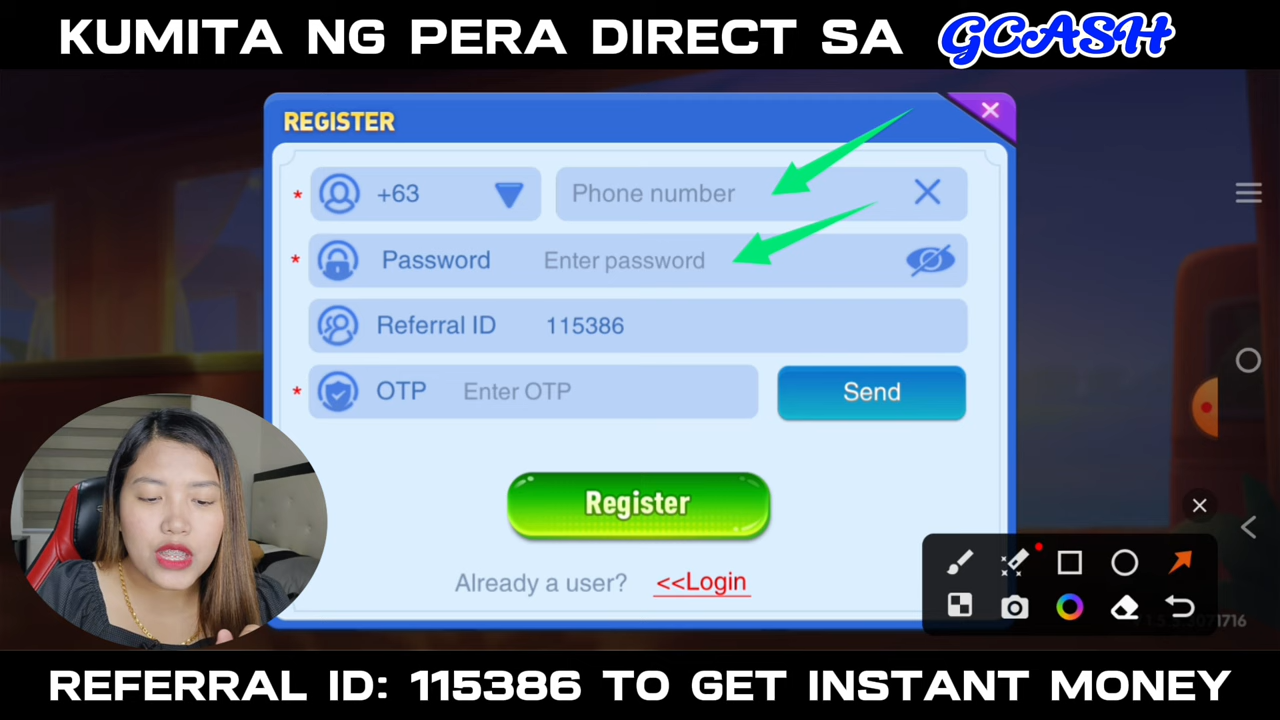 KUMITA NG PERA DIRECT SA GCASH
REGISTER
+63 Phone number
Password Enter password
Referral ID 115386
OTP Enter OTP Send
Register
Already a user? <<Login
REFERRAL ID: 115386 TO GET INSTANT MONEY